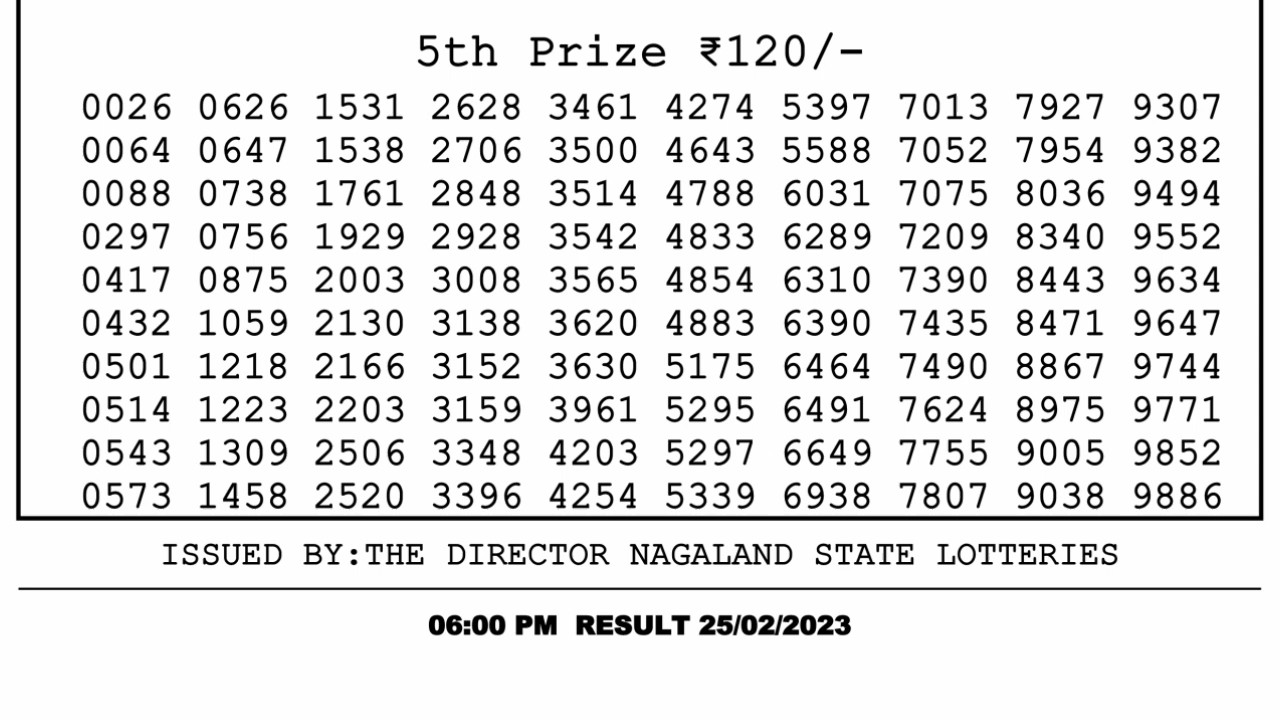 5th Prize ₹120/-
0026 0626 1531 2628 3461 4274 5397 7013 7927 9307
0064 0647 1538 2706 3500 4643 5588 7052 7954 9382
0088 0738 1761 2848 3514 4788 6031 7075 8036 9494
0297 0756 1929 2928 3542 4833 6289 7209 8340 9552
0417 0875 2003 3008 3565 4854 6310 7390 8443 9634
0432 1059 2130 3138 3620 4883 6390 7435 8471 9647
0501 1218 2166 3152 3630 5175 6464 7490 8867 9744
0514 1223 2203 3159 3961 5295 6491 7624 8975 9771
0543 1309 2506 3348 4203 5297 6649 7755 9005 9852
0573 1458 2520 3396 4254 5339 6938 7807 9038 9886
ISSUED BY:THE DIRECTOR NAGALAND STATE LOTTERIES
06:00 PM RESULT 25/02/2023